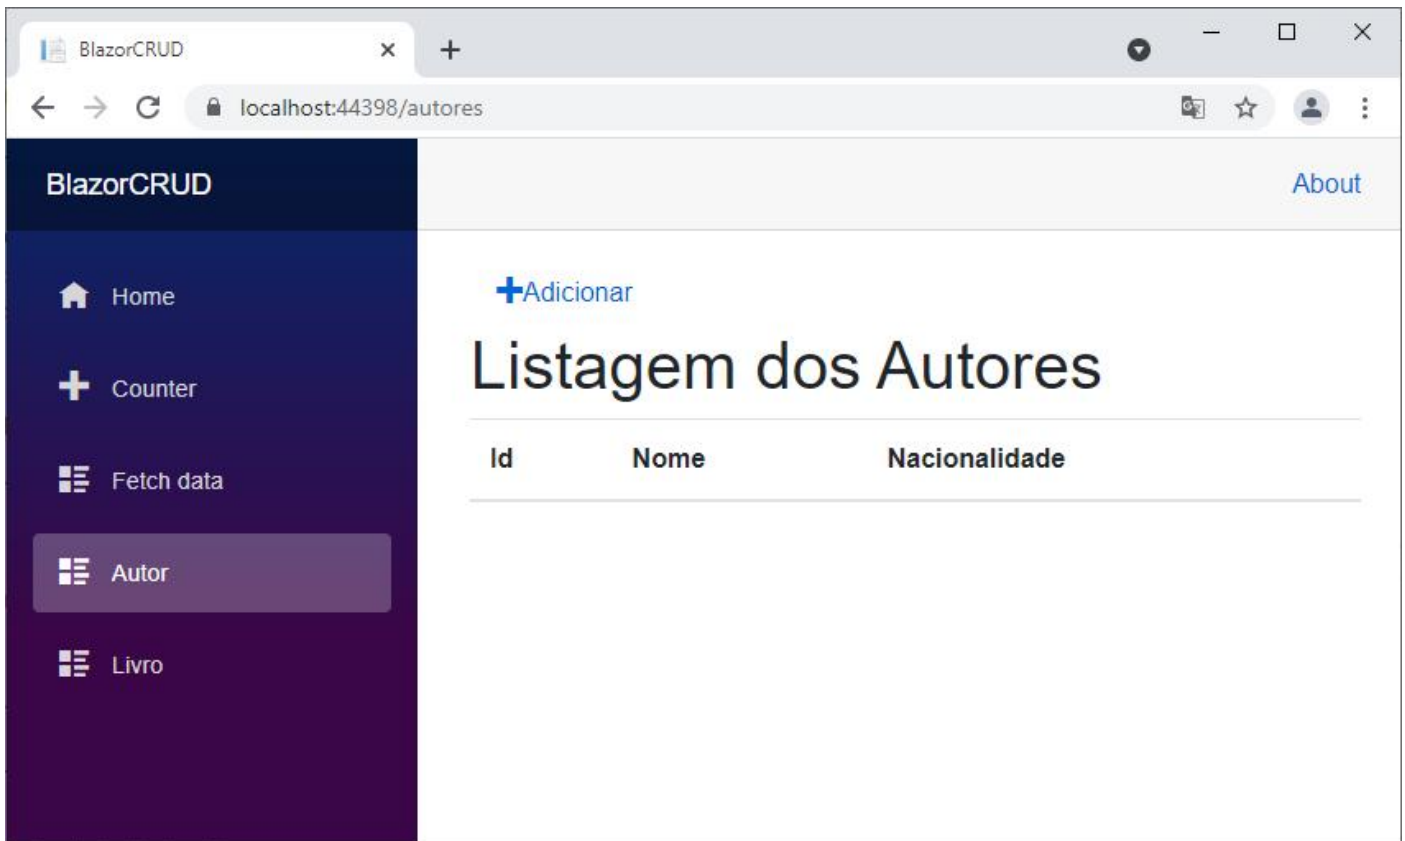 BlazorCRUD
localhost:44398/autores
BlazorCRUD
About
Home
Counter
Fetch data
Autor
Livro
Adicionar
Listagem dos Autores
Id Nome Nacionalidade